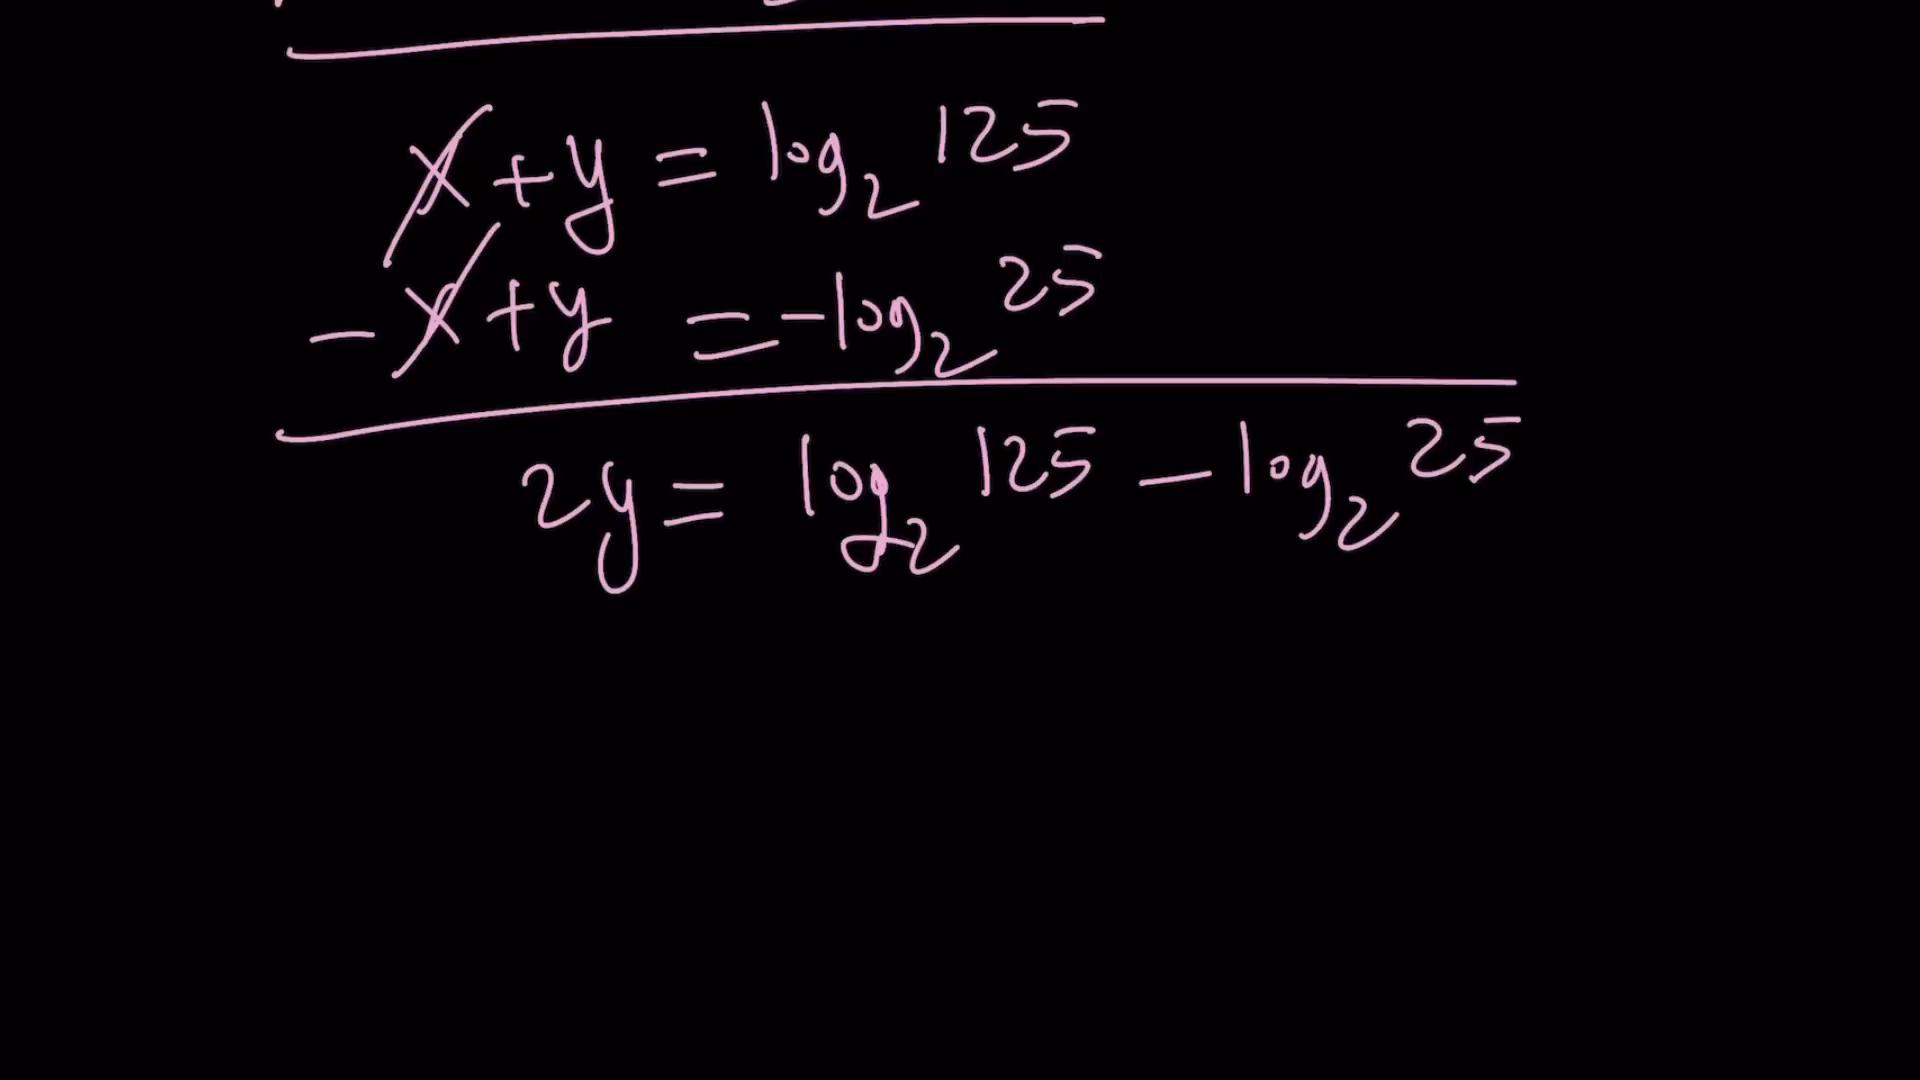 x + y = log₂ 125
- x + y = - log₂ 25
2y = log₂ 125 - log₂ 25